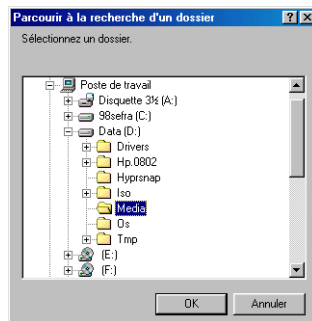 Parcourir à la recherche d'un dossier
Sélectionnez un dossier.
Poste de travail
Disquette 3½ (A:)
98sefra (C:)
Data (D:)
Drivers
Hp.0802
Hyprsnap
Iso
Media
Os
Tmp
(E:)
(F:)
OK Annuler